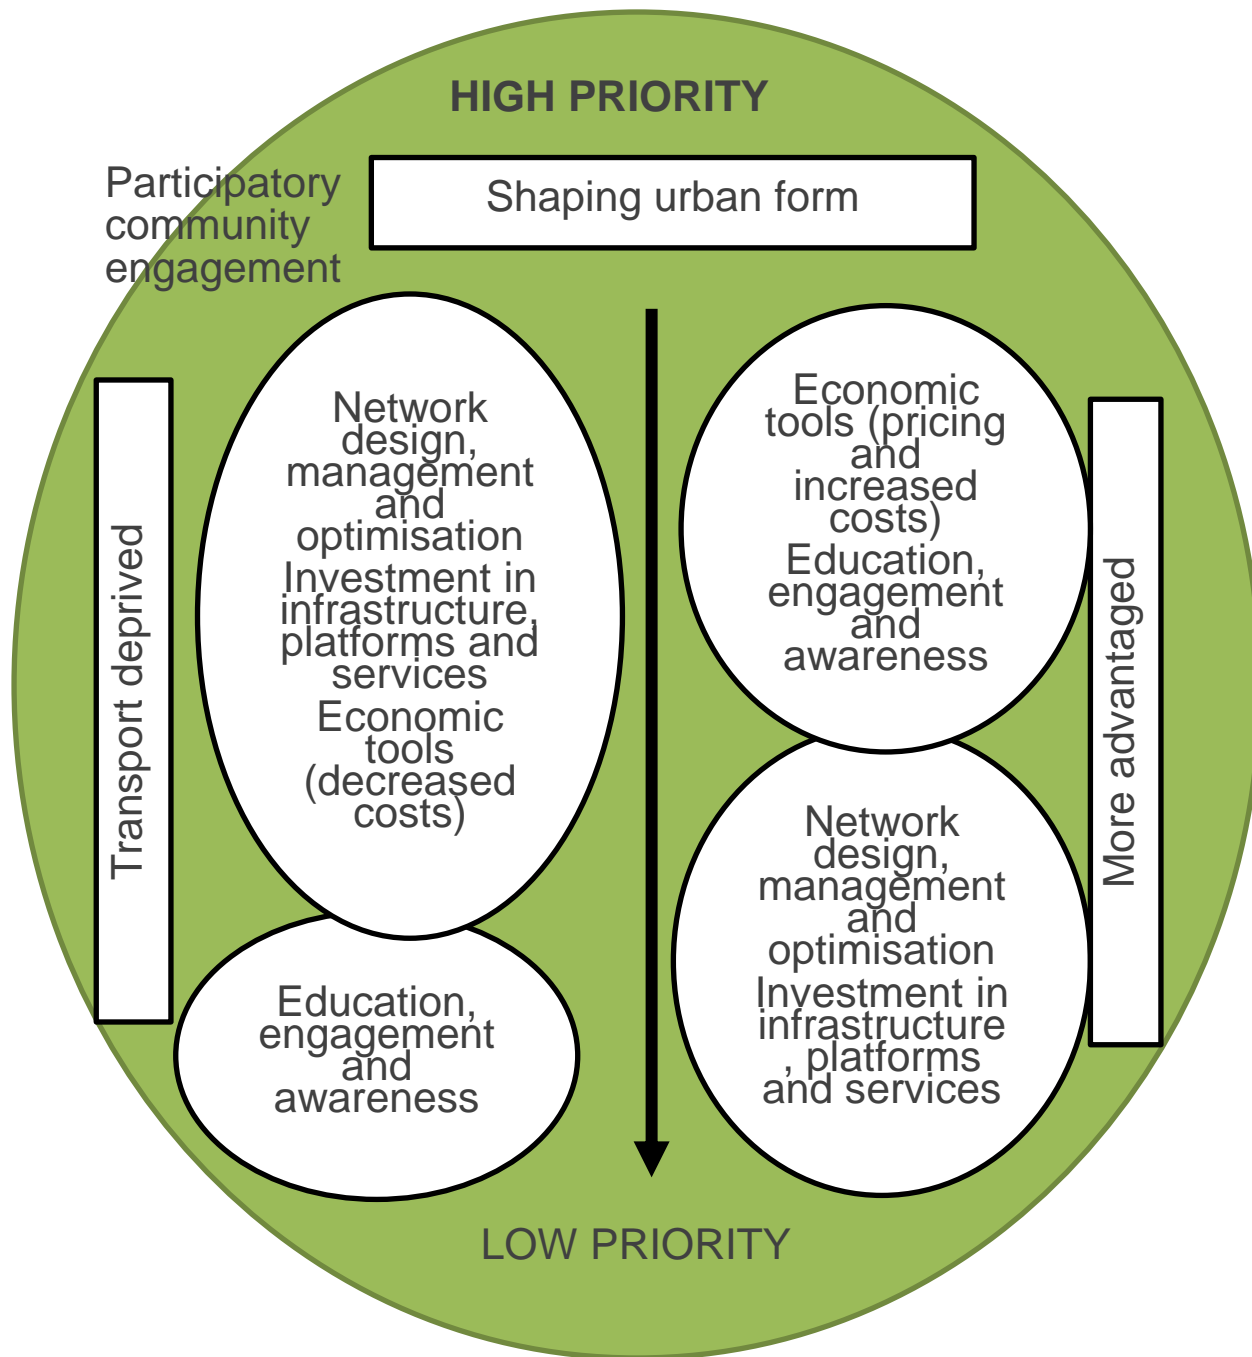 HIGH PRIORITY
Participatory
community
engagement
Shaping urban form
Transport deprived
Network
design,
management
and
optimisation
Investment in
infrastructure,
platforms and
services
Economic
tools
(decreased
costs)
Education,
engagement
and
awareness
Economic
tools (pricing
and
increased
costs)
Education,
engagement
and
awareness
Network
design,
management
and
optimisation
Investment in
infrastructure
, platforms
and services
More advantaged
LOW PRIORITY